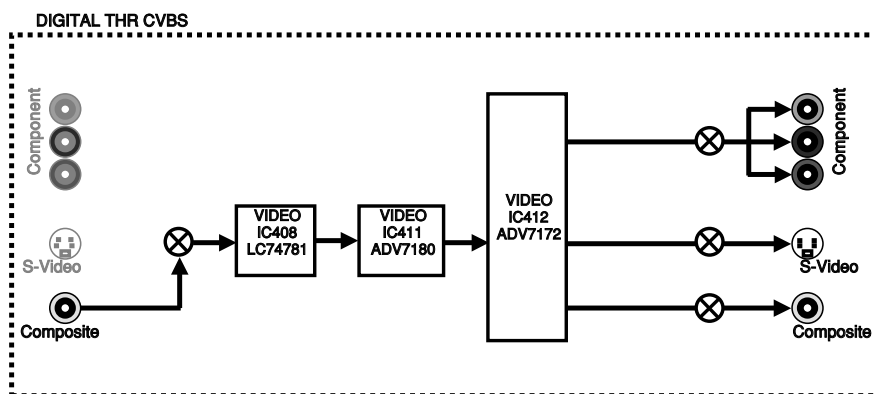 DIGITAL THR CVBS
Component
S-Video
Composite
VIDEO
IC408
LC74781
VIDEO
IC411
ADV7180
VIDEO
IC412
ADV7172
Component
S-Video
Composite